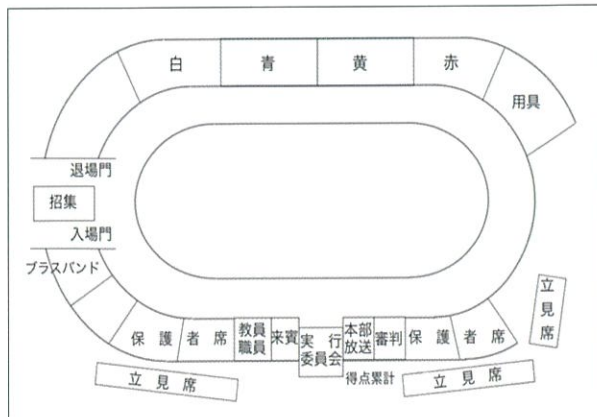 白 青 黄 赤
用具
退場門
招集
入場門
ブラスバンド
保護者席
教員
職員
来賓
実行
委員会
本部
放送
審判
保護者席
得点累計
立見席
立見席
立見席